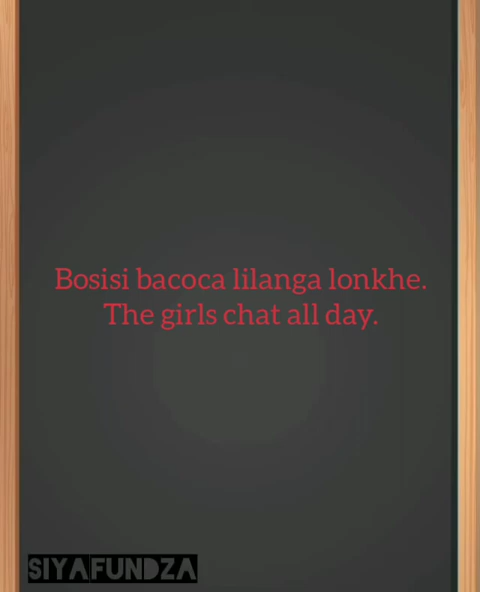 Bosisi bacoca lilanga lonkhe.
The girls chat all day.
SIYAFUNDZA